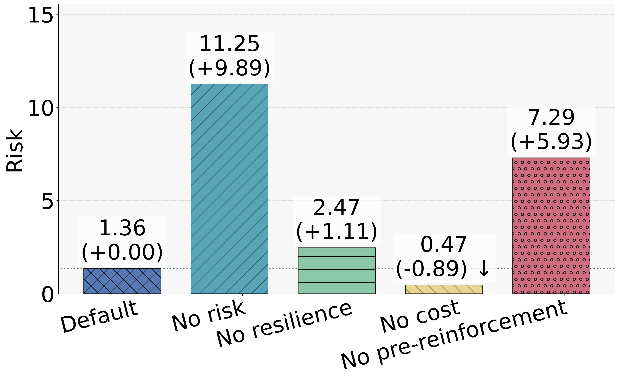 15
10
5
0
Risk
1.36
(+0.00)
11.25
(+9.89)
2.47
(+1.11)
0.47
(-0.89) ↓
7.29
(+5.93)
Default
No risk
No resilience
No cost
No pre-reinforcement